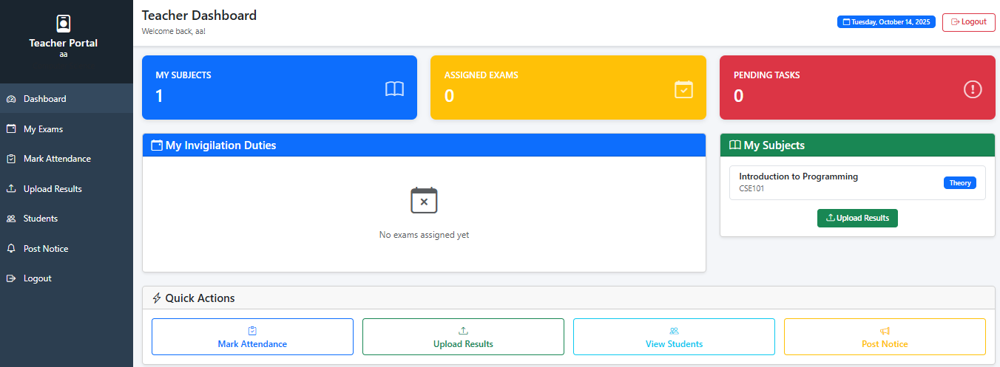 Teacher Portal
aa
Dashboard
My Exams
Mark Attendance
Upload Results
Students
Post Notice
Logout
Teacher Dashboard
Welcome back, aa!
Tuesday, October 14, 2025
Logout
MY SUBJECTS
1
ASSIGNED EXAMS
0
PENDING TASKS
0
My Invigilation Duties
No exams assigned yet
My Subjects
Introduction to Programming
CSE101
Theory
Upload Results
Quick Actions
Mark Attendance
Upload Results
View Students
Post Notice